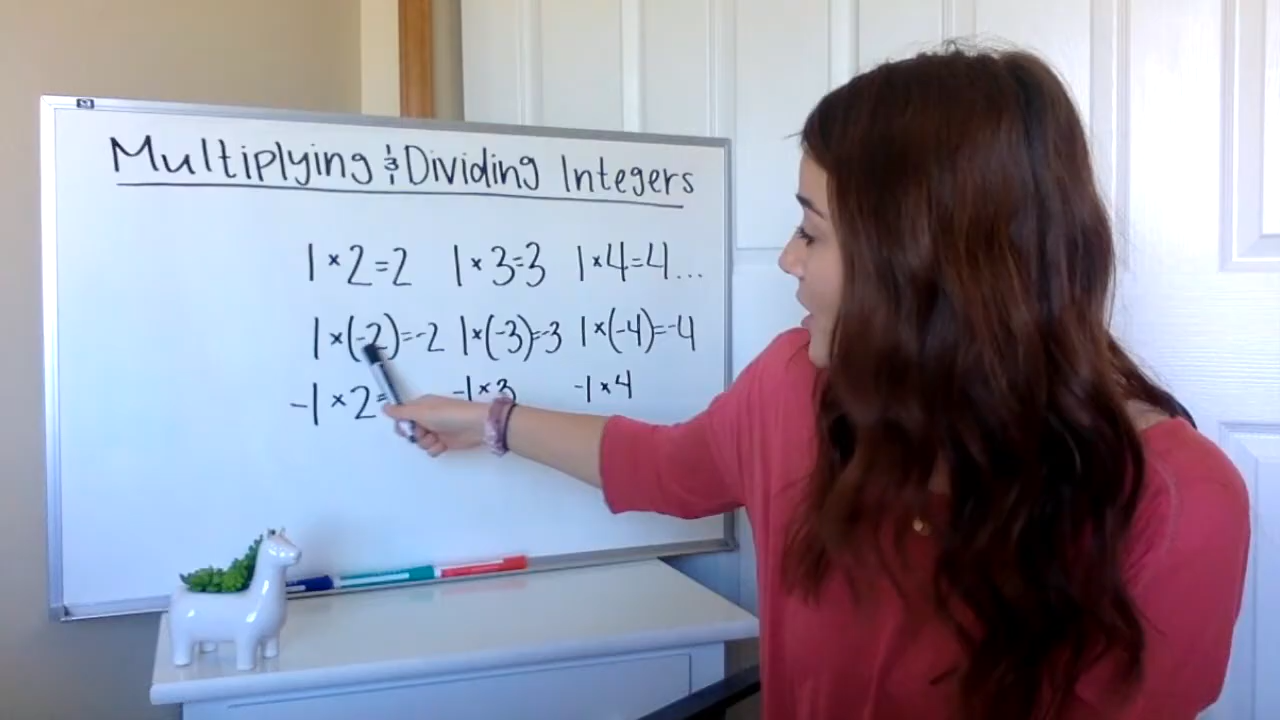 Multiplying & Dividing Integers
1 × 2 = 2 1 × 3 = 3 1 × 4 = 4 ...
1 × (-2) = -2 1 × (-3) = -3 1 × (-4) = -4
-1 × 2 = -1 × 3 -1 × 4